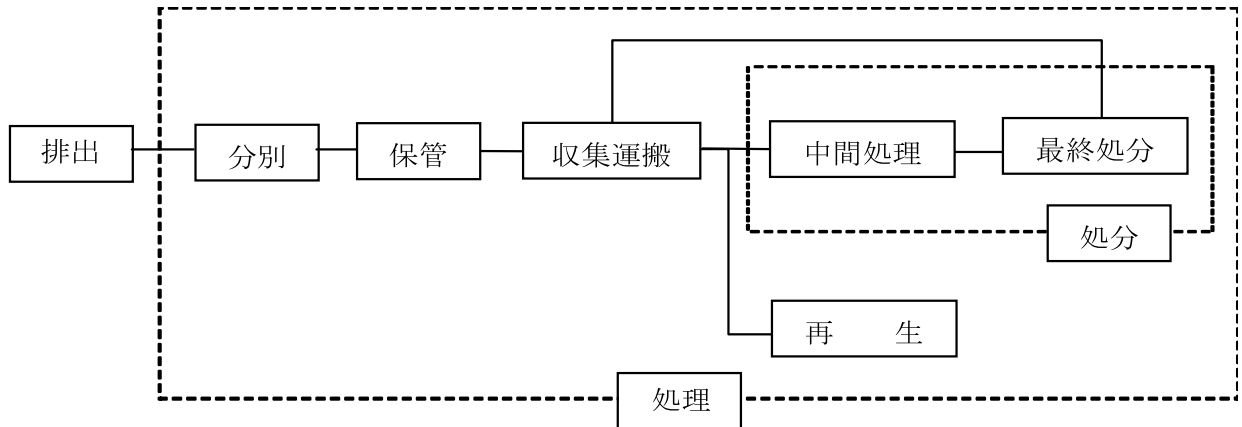 排出
分別
保管
収集運搬
中間処理
最終処分
処分
再 生
処理